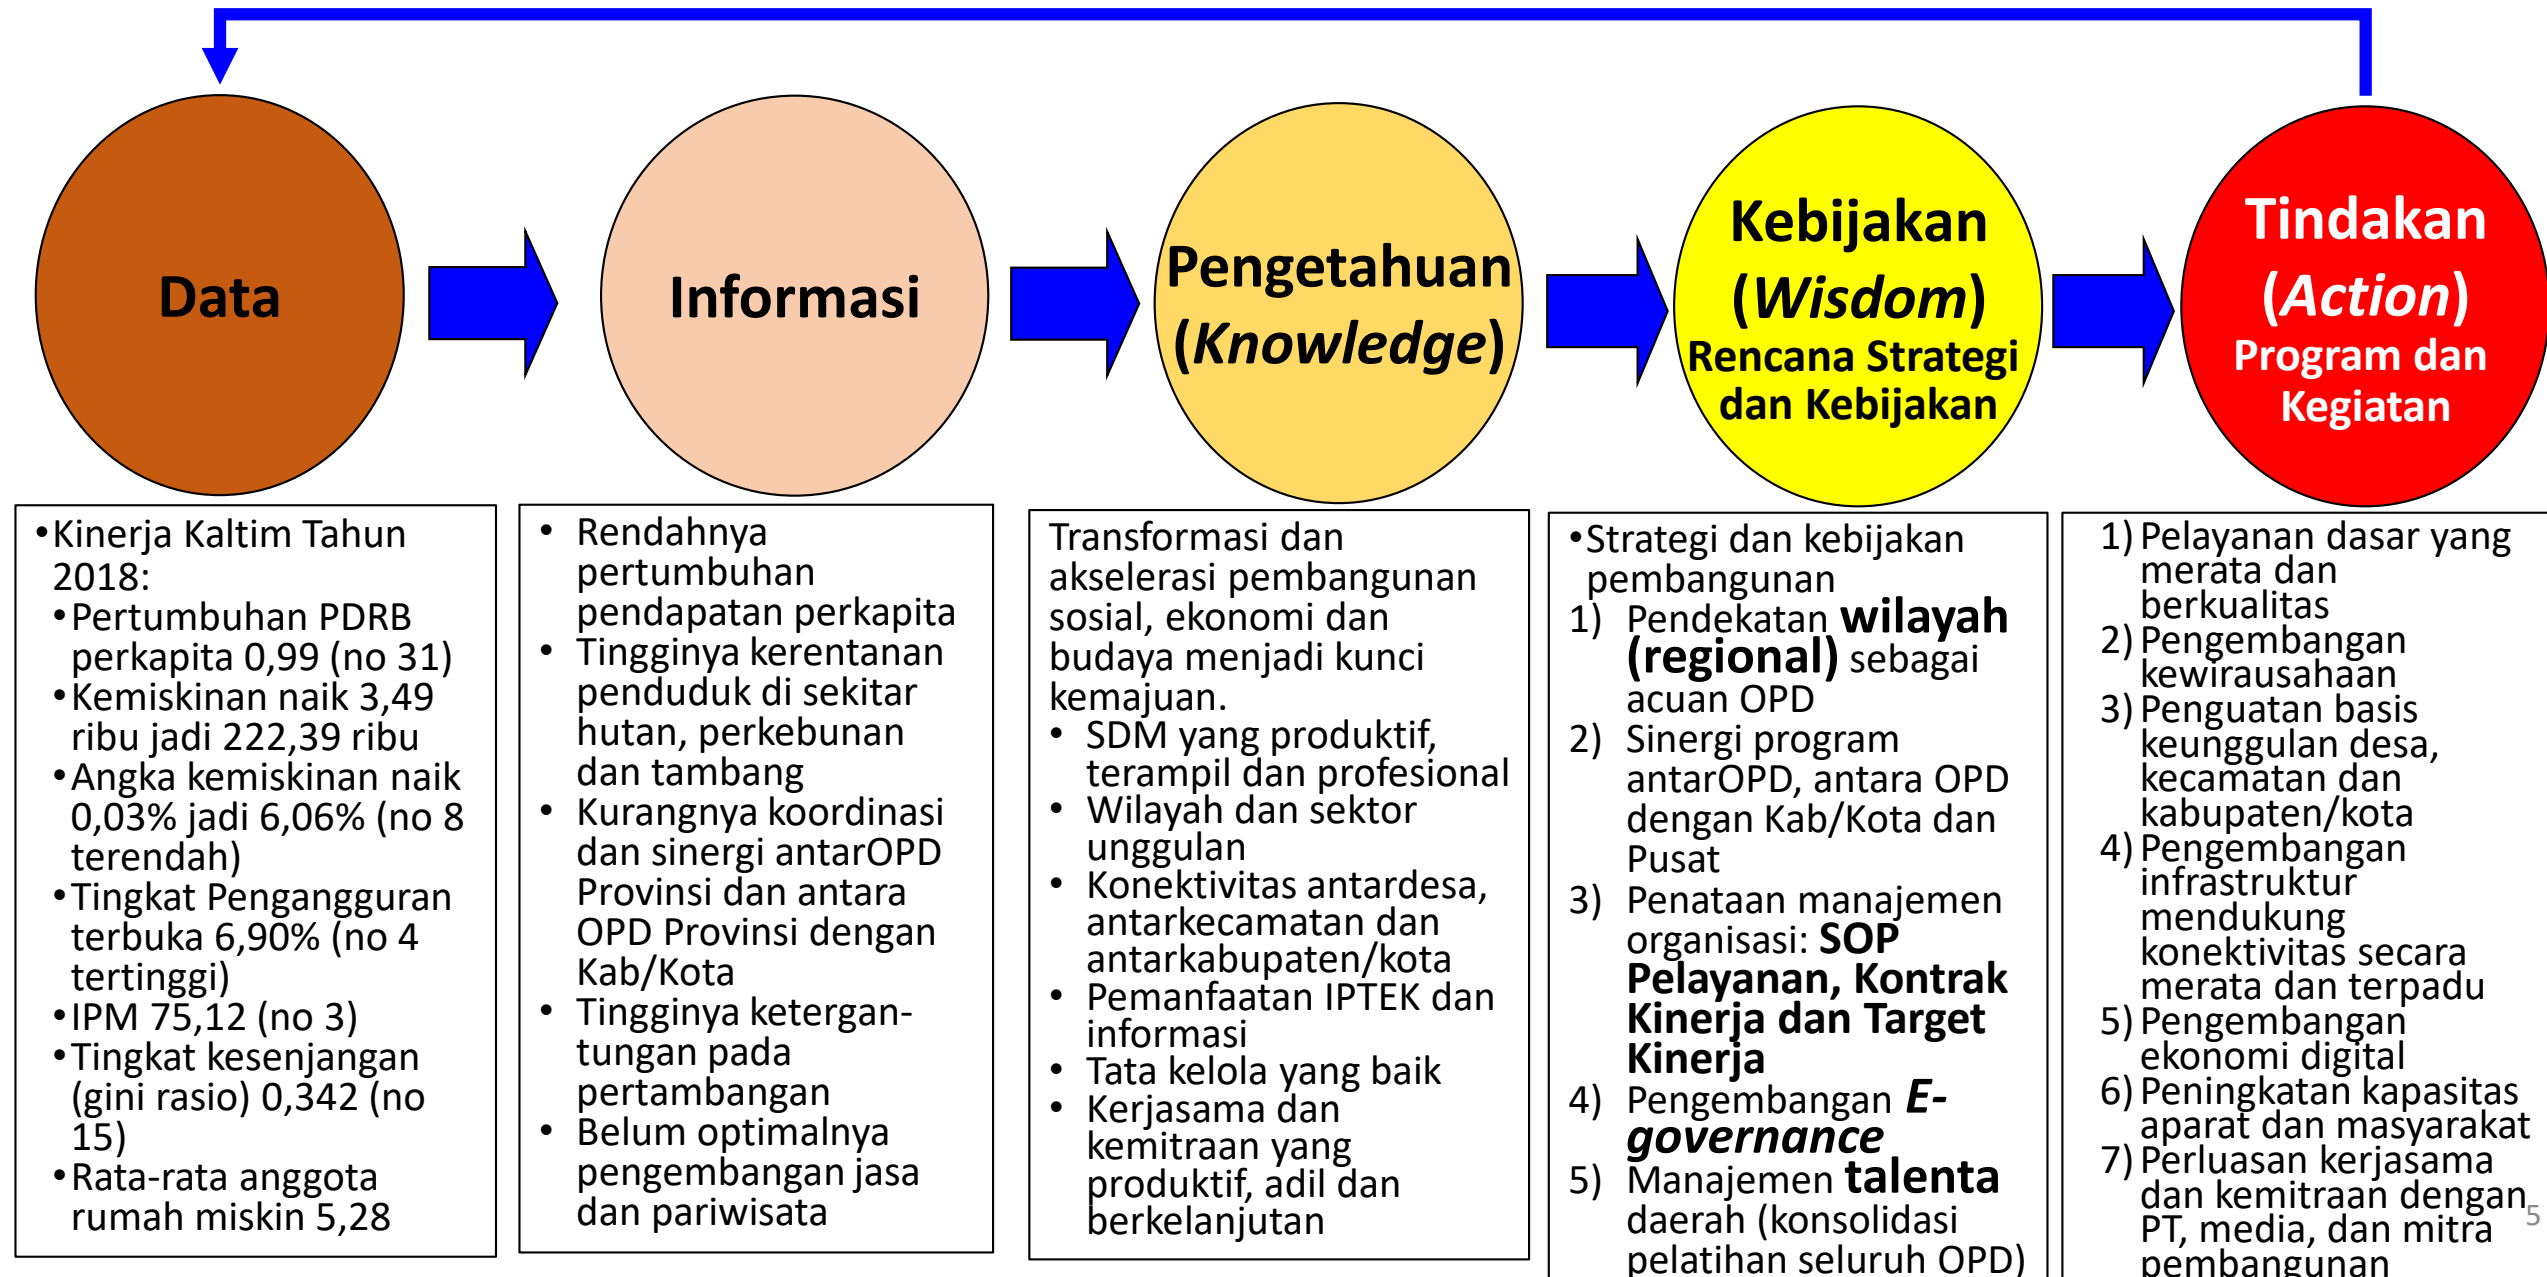 Data
Informasi
Pengetahuan
(Knowledge)
Kebijakan
(Wisdom)
Rencana Strategi
dan Kebijakan
Tindakan
(Action)
Program dan
Kegiatan
•Kinerja Kaltim Tahun
2018:
•Pertumbuhan PDRB
perkapita 0,99 (no 31)
•Kemiskinan naik 3,49
ribu jadi 222,39 ribu
•Angka kemiskinan naik
0,03% jadi 6,06% (no 8
terendah)
•Tingkat Pengangguran
terbuka 6,90% (no 4
tertinggi)
•IPM 75,12 (no 3)
•Tingkat kesenjangan
(gini rasio) 0,342 (no
15)
•Rata-rata anggota
rumah miskin 5,28
• Rendahnya
pertumbuhan
pendapatan perkapita
• Tingginya kerentanan
penduduk di sekitar
hutan, perkebunan
dan tambang
• Kurangnya koordinasi
dan sinergi antarOPD
Provinsi dan antara
OPD Provinsi dengan
Kab/Kota
• Tingginya ketergan-
tungan pada
pertambangan
• Belum optimalnya
pengembangan jasa
dan pariwisata
Transformasi dan
akselerasi pembangunan
sosial, ekonomi dan
budaya menjadi kunci
kemajuan.
• SDM yang produktif,
terampil dan profesional
• Wilayah dan sektor
unggulan
• Konektivitas antardesa,
antarkecamatan dan
antarkabupaten/kota
• Pemanfaatan IPTEK dan
informasi
• Tata kelola yang baik
• Kerjasama dan
kemitraan yang
produktif, adil dan
berkelanjutan
•Strategi dan kebijakan
pembangunan
1) Pendekatan wilayah
(regional) sebagai
acuan OPD
2) Sinergi program
antarOPD, antara OPD
dengan Kab/Kota dan
Pusat
3) Penataan manajemen
organisasi: SOP
Pelayanan, Kontrak
Kinerja dan Target
Kinerja
4) Pengembangan E-
governance
5) Manajemen talenta
daerah (konsolidasi
pelatihan seluruh OPD)
1) Pelayanan dasar yang
merata dan
berkualitas
2) Pengembangan
kewirausahaan
3) Penguatan basis
keunggulan desa,
kecamatan dan
kabupaten/kota
4) Pengembangan
infrastruktur
mendukung
konektivitas secara
merata dan terpadu
5) Pengembangan
ekonomi digital
6) Peningkatan kapasitas
aparat dan masyarakat
7) Perluasan kerjasama
dan kemitraan dengan
PT, media, dan mitra
pembangunan
5